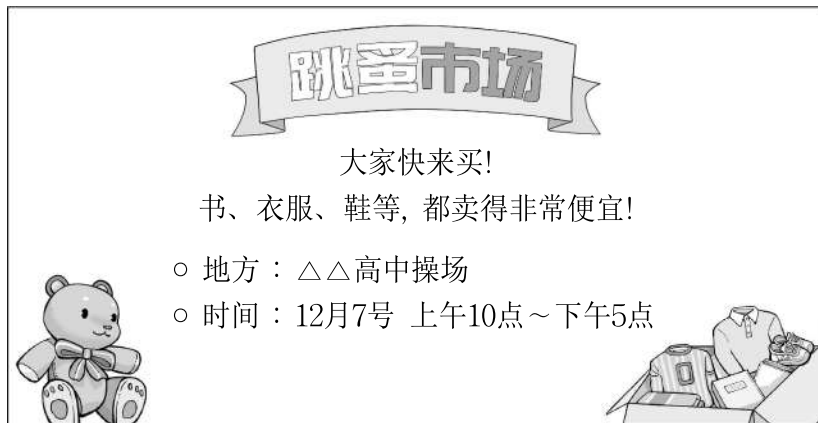 跳蚤市场
大家快来买!
书、衣服、鞋等, 都卖得非常便宜!
○ 地方 : △△高中操场
○ 时间 : 12月7号 上午10点～下午5点